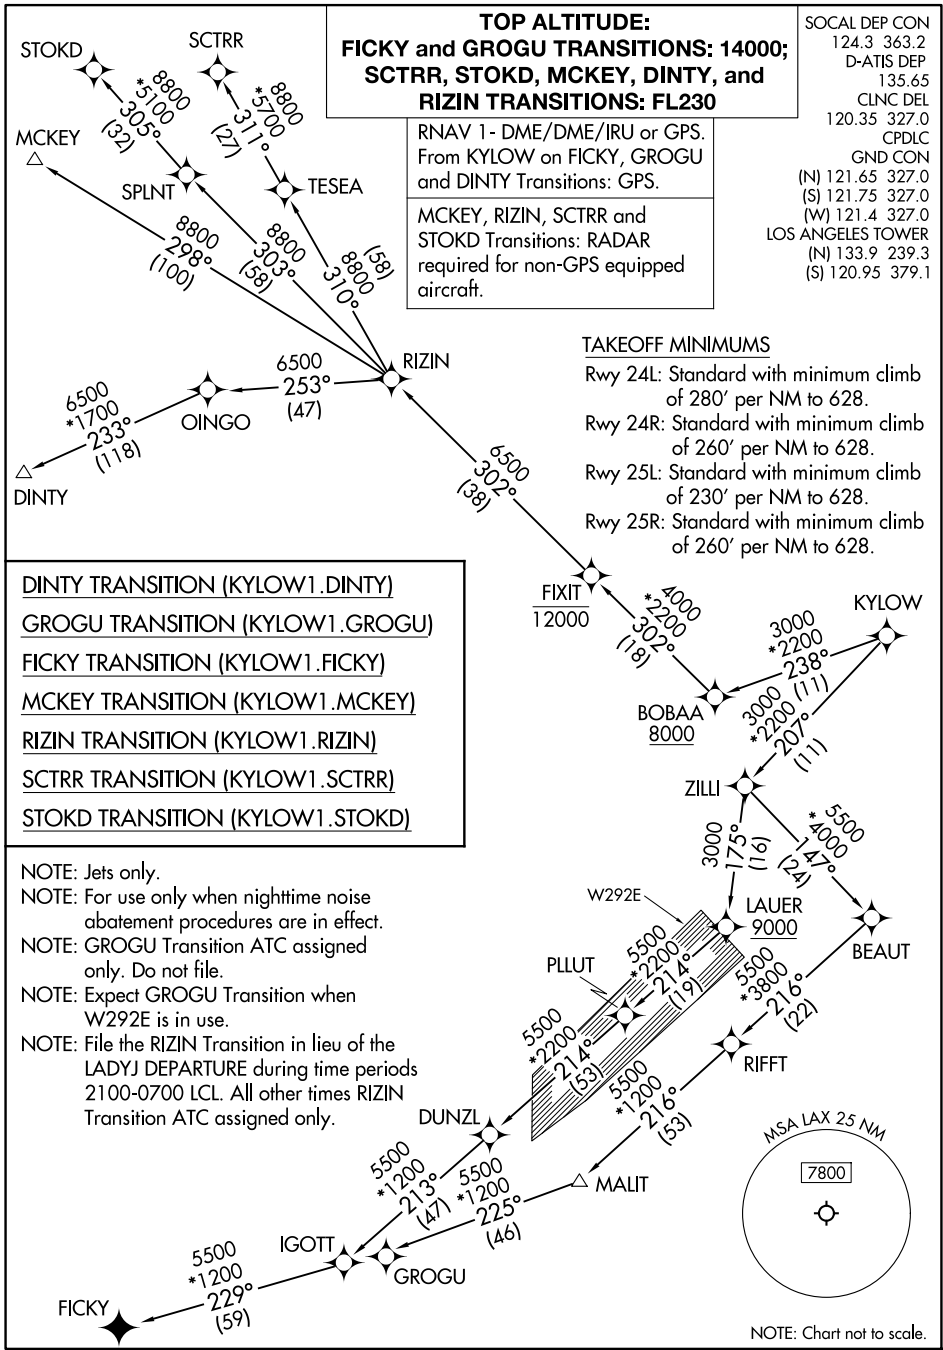 TOP ALTITUDE:
FICKY and GROGU TRANSITIONS: 14000;
SCTRR, STOKD, MCKEY, DINTY, and
RIZIN TRANSITIONS: FL230
SOCAL DEP CON
124.3 363.2
D-ATIS DEP
135.65
CLNC DEL
120.35 327.0
CPDLC
GND CON
(N) 121.65 327.0
(S) 121.75 327.0
(W) 121.4 327.0
LOS ANGELES TOWER
(N) 133.9 239.3
(S) 120.95 379.1
RNAV 1- DME/DME/IRU or GPS.
From KYLOW on FICKY, GROGU
and DINTY Transitions: GPS.
MCKEY, RIZIN, SCTRR and
STOKD Transitions: RADAR
required for non-GPS equipped
aircraft.
STOKD
SCTRR
8800
*5100
305°
(32)
8800
*5700
311°
(27)
MCKEY
SPLNT
TESEA
8800
298°
(100)
8800
303°
(58)
8800
310°
(58)
RIZIN
6500
253°
(47)
OINGO
6500
*1700
233°
(118)
DINTY
6500
302°
(38)
TAKEOFF MINIMUMS
Rwy 24L: Standard with minimum climb
of 280' per NM to 628.
Rwy 24R: Standard with minimum climb
of 260' per NM to 628.
Rwy 25L: Standard with minimum climb
of 230' per NM to 628.
Rwy 25R: Standard with minimum climb
of 260' per NM to 628.
DINTY TRANSITION (KYLOW1.DINTY)
GROGU TRANSITION (KYLOW1.GROGU)
FICKY TRANSITION (KYLOW1.FICKY)
MCKEY TRANSITION (KYLOW1.MCKEY)
RIZIN TRANSITION (KYLOW1.RIZIN)
SCTRR TRANSITION (KYLOW1.SCTRR)
STOKD TRANSITION (KYLOW1.STOKD)
FIXIT
12000
4000
*2200
302°
(18)
KYLOW
3000
*2200
238°
(11)
BOBAA
8000
3000
*2200
207°
(11)
ZILLI
3000
175°
(16)
5500
*4000
147°
(24)
W292E
LAUER
9000
BEAUT
PLLUT
5500
*2200
214°
(19)
5500
*3800
216°
(22)
5500
*2200
214°
(53)
RIFFT
5500
*1200
216°
(53)
DUNZL
MALIT
5500
*1200
213°
(47)
5500
*1200
225°
(46)
IGOTT
GROGU
5500
*1200
229°
(59)
FICKY
NOTE: Jets only.
NOTE: For use only when nighttime noise
abatement procedures are in effect.
NOTE: GROGU Transition ATC assigned
only. Do not file.
NOTE: Expect GROGU Transition when
W292E is in use.
NOTE: File the RIZIN Transition in lieu of the
LADYJ DEPARTURE during time periods
2100-0700 LCL. All other times RIZIN
Transition ATC assigned only.
MSA LAX 25 NM
7800
NOTE: Chart not to scale.